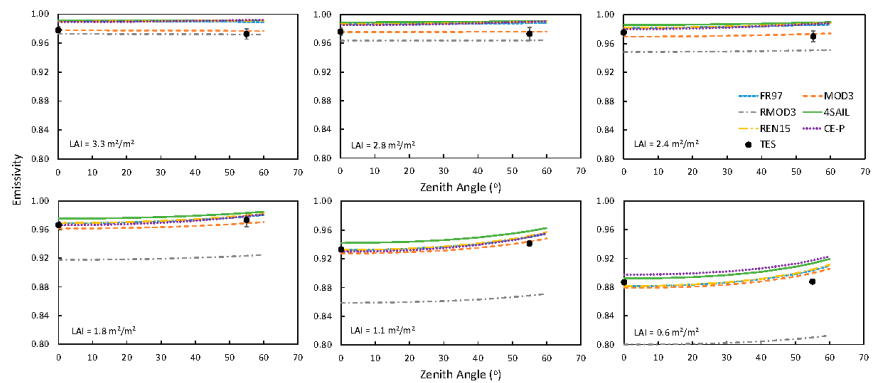 1.00
0.96
0.92
0.88
0.84
0.80
LAI = 3.3 m²/m²
0 10 20 30 40 50 60 70
1.00
0.96
0.92
0.88
0.84
0.80
LAI = 2.8 m²/m²
0 10 20 30 40 50 60 70
1.00
0.96
0.92
0.88
0.84
0.80
FR97 MOD3
RMOD3 4SAIL
REN15 CE-P
TES
LAI = 2.4 m²/m²
0 10 20 30 40 50 60 70
Emissivity
Zenith Angle (°)
Zenith Angle (°)
1.00
0.96
0.92
0.88
0.84
0.80
LAI = 1.8 m²/m²
0 10 20 30 40 50 60 70
1.00
0.96
0.92
0.88
0.84
0.80
LAI = 1.1 m²/m²
0 10 20 30 40 50 60 70
1.00
0.96
0.92
0.88
0.84
0.80
LAI = 0.6 m²/m²
0 10 20 30 40 50 60 70